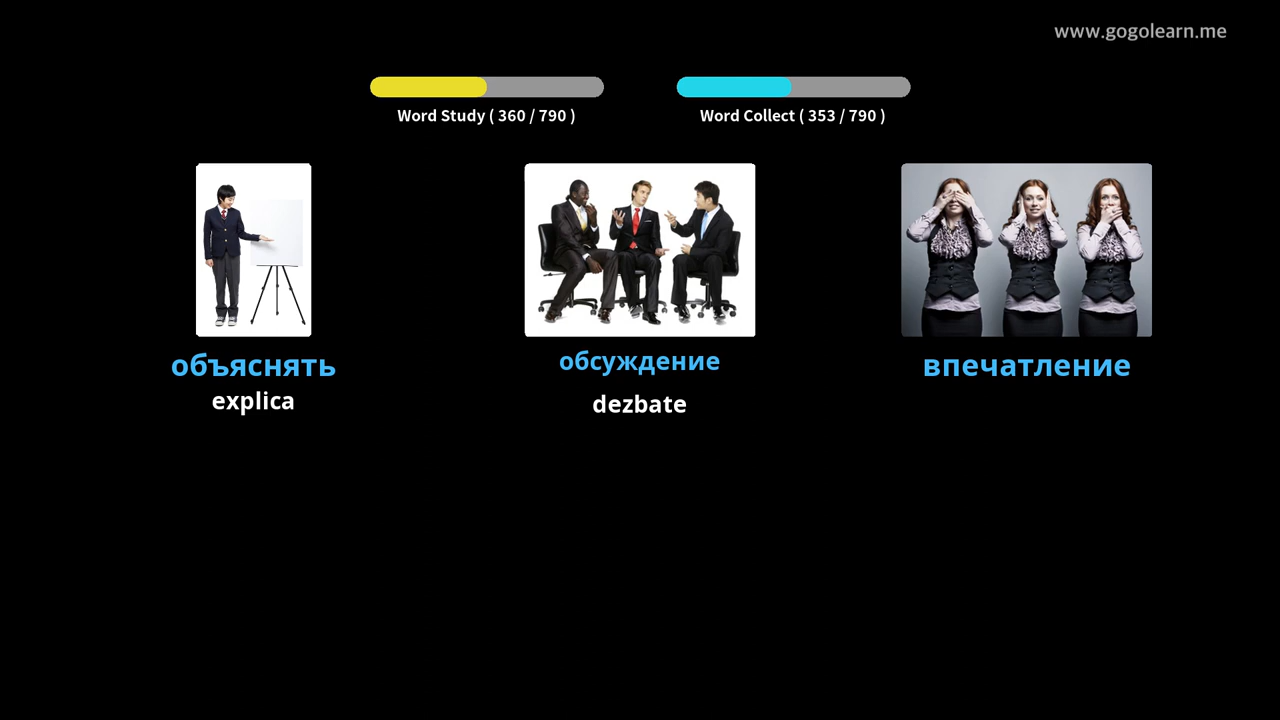 www.gogolearn.me
Word Study ( 360 / 790 )
Word Collect ( 353 / 790 )
объяснять
explica
обсуждение
dezbate
впечатление